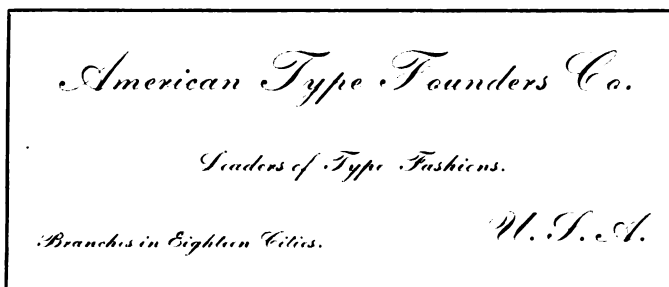 American Type Founders Co.
Leaders of Type Fashions.
Branches in Eighteen Cities.
U. S. A.